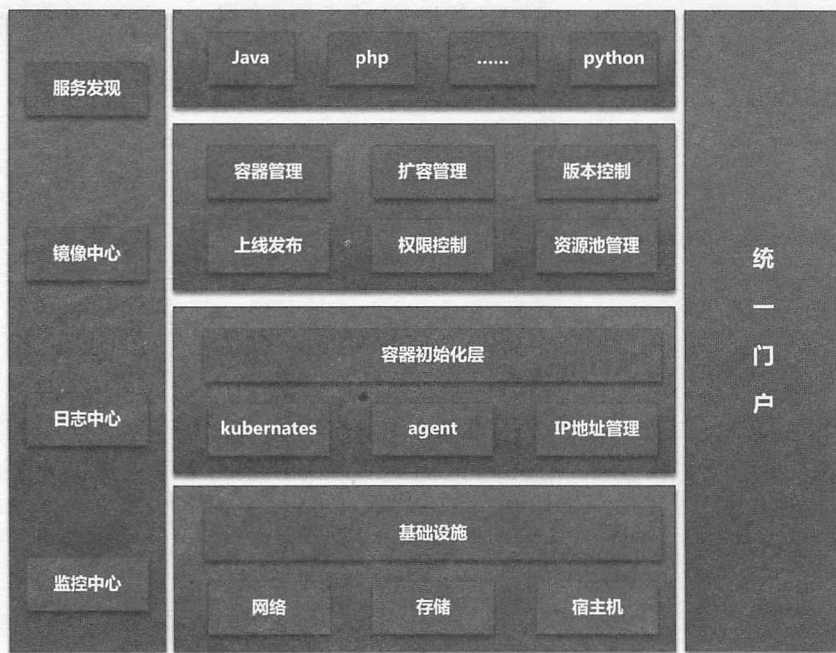 服务发现
镜像中心
日志中心
监控中心
Java php ...... python
容器管理 扩容管理 版本控制
上线发布 权限控制 资源池管理
容器初始化层
kubernates agent IP地址管理
基础设施
网络 存储 宿主机
统
一
门
户